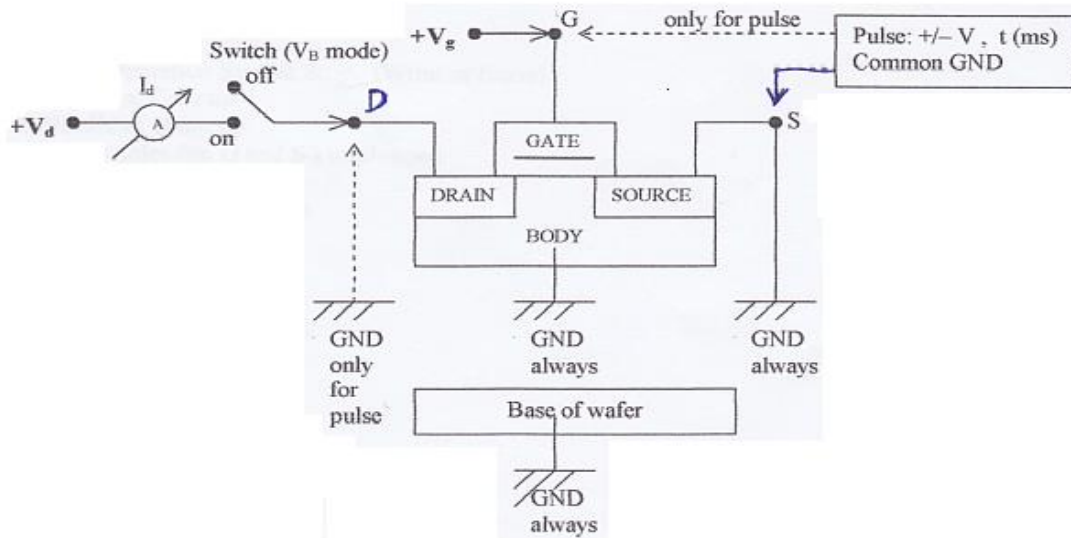 G
only for pulse
Pulse: +/– V , t (ms)
Common GND
+Vg
Switch (VB mode)
off
Id
D
+Vd
A
on
S
GATE
DRAIN
SOURCE
BODY
GND
only
for
pulse
GND
always
GND
always
Base of wafer
GND
always